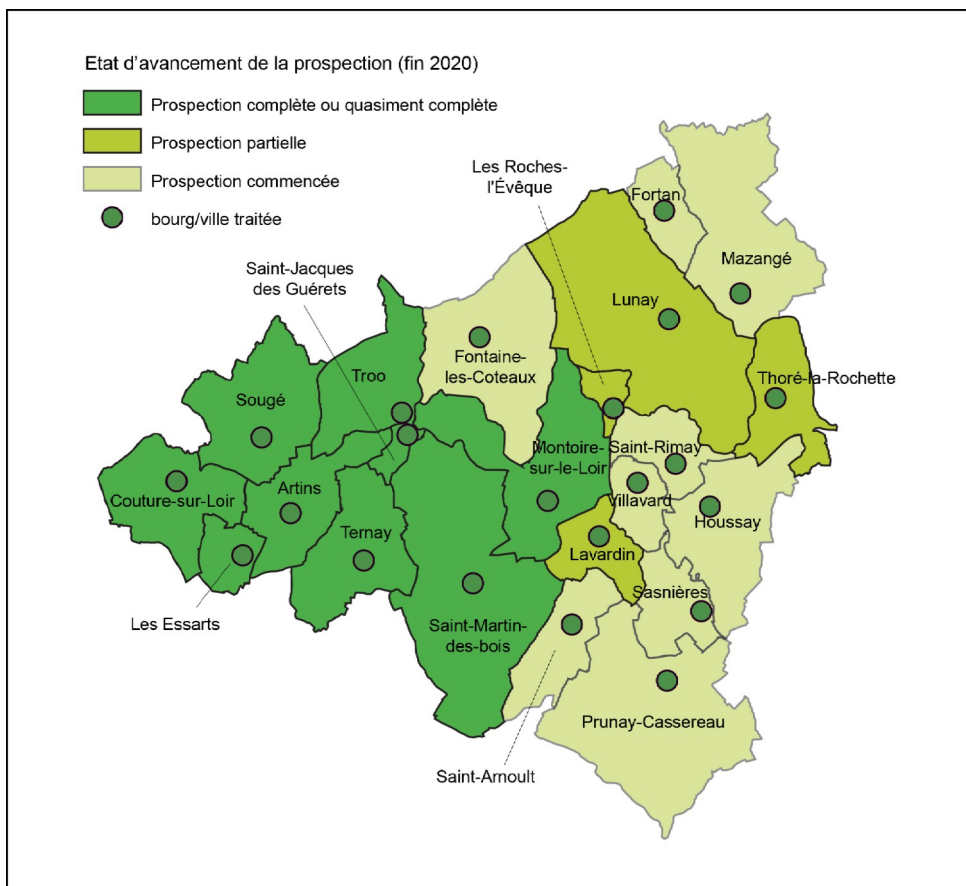 Etat d'avancement de la prospection (fin 2020)
Prospection complète ou quasiment complète
Prospection partielle
Prospection commencée
bourg/ville traitée
Les Roches-
l'Évêque
Fortan
Mazangé
Saint-Jacques
des Guérets
Lunay
Troo
Fontaine-
les-Coteaux
Thoré-la-Rochette
Sougé
Montoire-
sur-le-Loir
Saint-Rimay
Couture-sur-Loir
Artins
Villavard
Houssay
Ternay
Lavardin
Sasnières
Les Essarts
Saint-Martin-
des-bois
Prunay-Cassereau
Saint-Arnoult